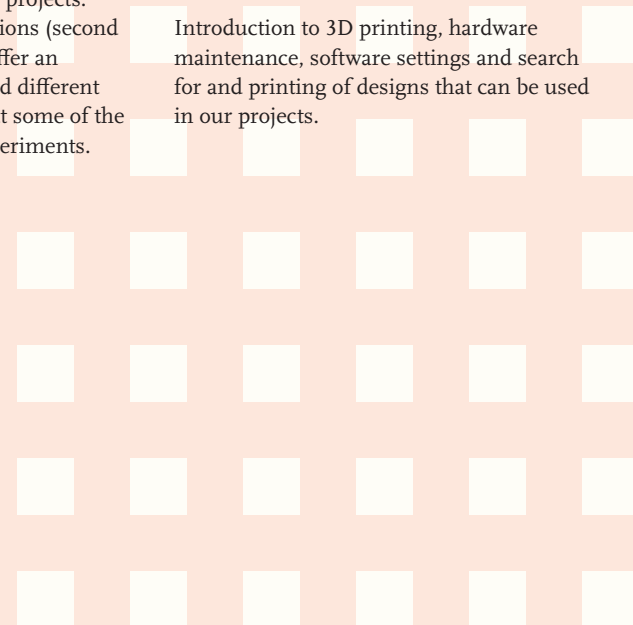 projects.
ions (second
ffer an
d different
t some of the
eriments.
Introduction to 3D printing, hardware
maintenance, software settings and search
for and printing of designs that can be used
in our projects.